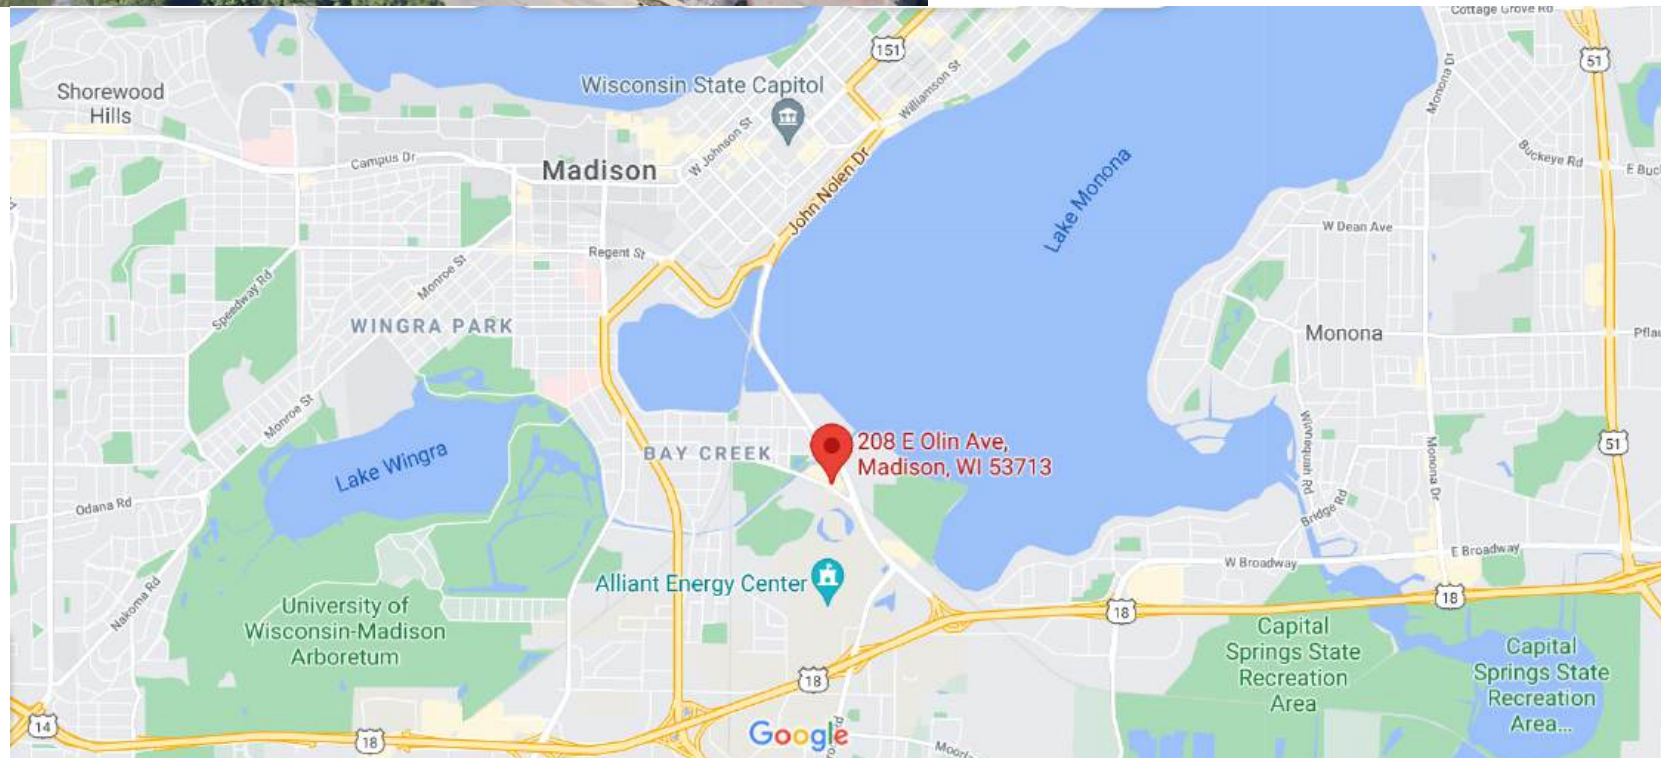 Cottage Grove Rd
151
51
Wisconsin State Capitol
Williamson St
Monona Dr
Shorewood
Hills
W Johnson St
Campus Dr
Madison
Buckeye Rd
E Buc
John Nolen Dr
Lake Monona
W Dean Ave
Regent St
Monroe St
Speedway Rd
WINGRA PARK
Monona
Pflau
Monroe St
208 E Olin Ave,
Madison, WI 53713
BAY CREEK
Lake Wingra
51
Winnequah Rd
Monona Dr
Odana Rd
Bridge Rd
E Broadway
W Broadway
Alliant Energy Center
Nakoma Rd
University of
Wisconsin-Madison
Arboretum
18
18
Capital
Springs State
Recreation
Area
Capital
Springs State
Recreation
Area...
18
14
18
Google